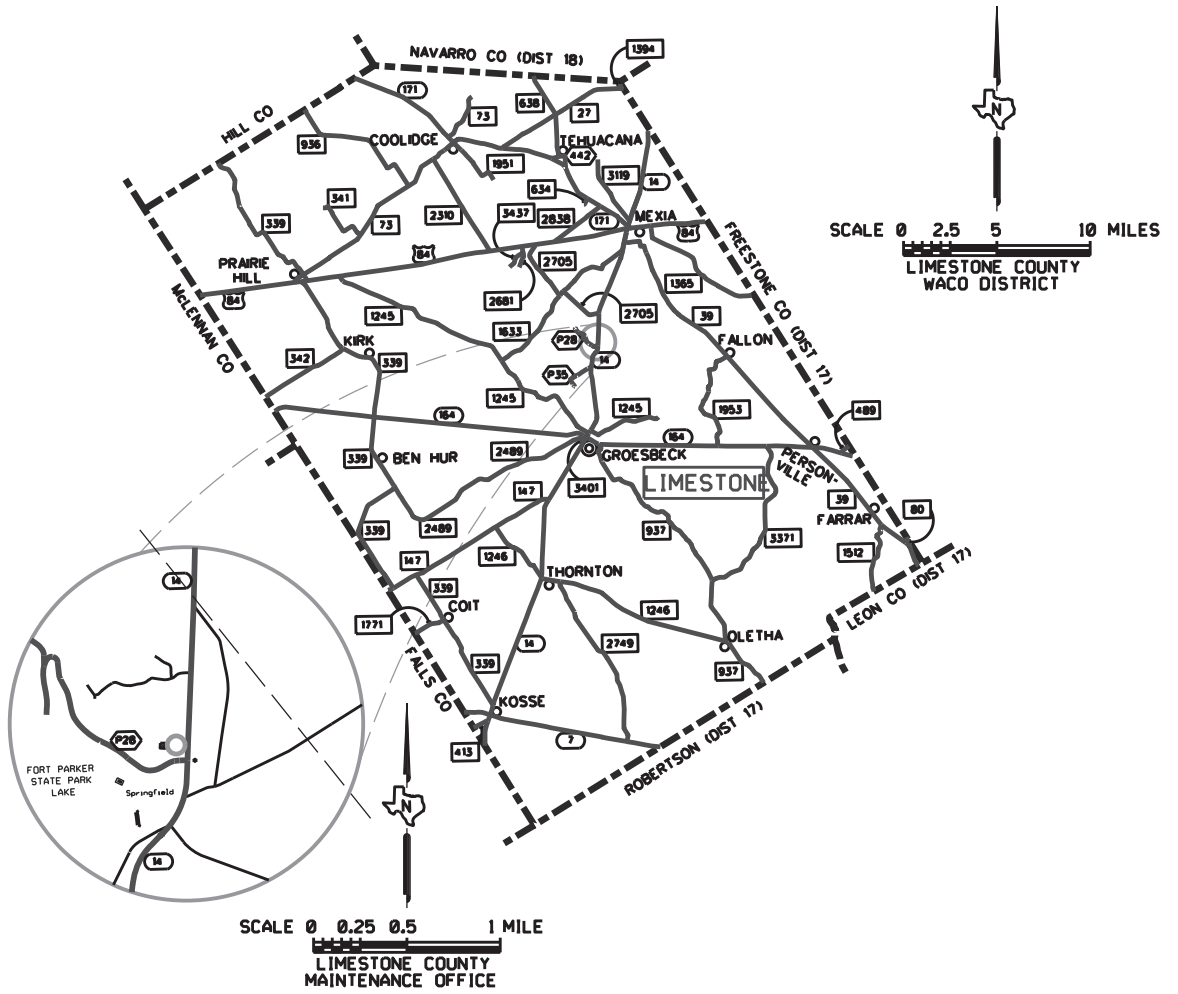 NAVARRO CO (DIST 18)
1394
171
638
73
27
HILL CO
936
COOLIDGE
TEHUACANA
442
1951
3119
14
634
341
2310
3437
2838
171
MEXIA
339
73
84
84
SCALE 0 2.5 5 10 MILES
LIMESTONE COUNTY
WACO DISTRICT
N
PRAIRIE
HILL
84
2705
1365
FREESTONE CO (DIST 17)
McLENNAN CO
2681
2705
1245
1633
39
P28
FALLON
KIRK
342
339
14
P35
1245
1245
1953
489
164
164
339
BEN HUR
2489
GROESBECK
PERSON-
VILLE
LIMESTONE
3401
147
39
FARRAR
80
339
2489
937
3371
1512
147
1246
THORNTON
LEON CO (DIST 17)
339
COIT
1771
1246
OLETHA
14
2749
339
937
FALLS CO
KOSSE
7
413
ROBERTSON (DIST 17)
14
P28
FORT PARKER
STATE PARK
LAKE
Springfield
14
N
SCALE 0 0.25 0.5 1 MILE
LIMESTONE COUNTY
MAINTENANCE OFFICE